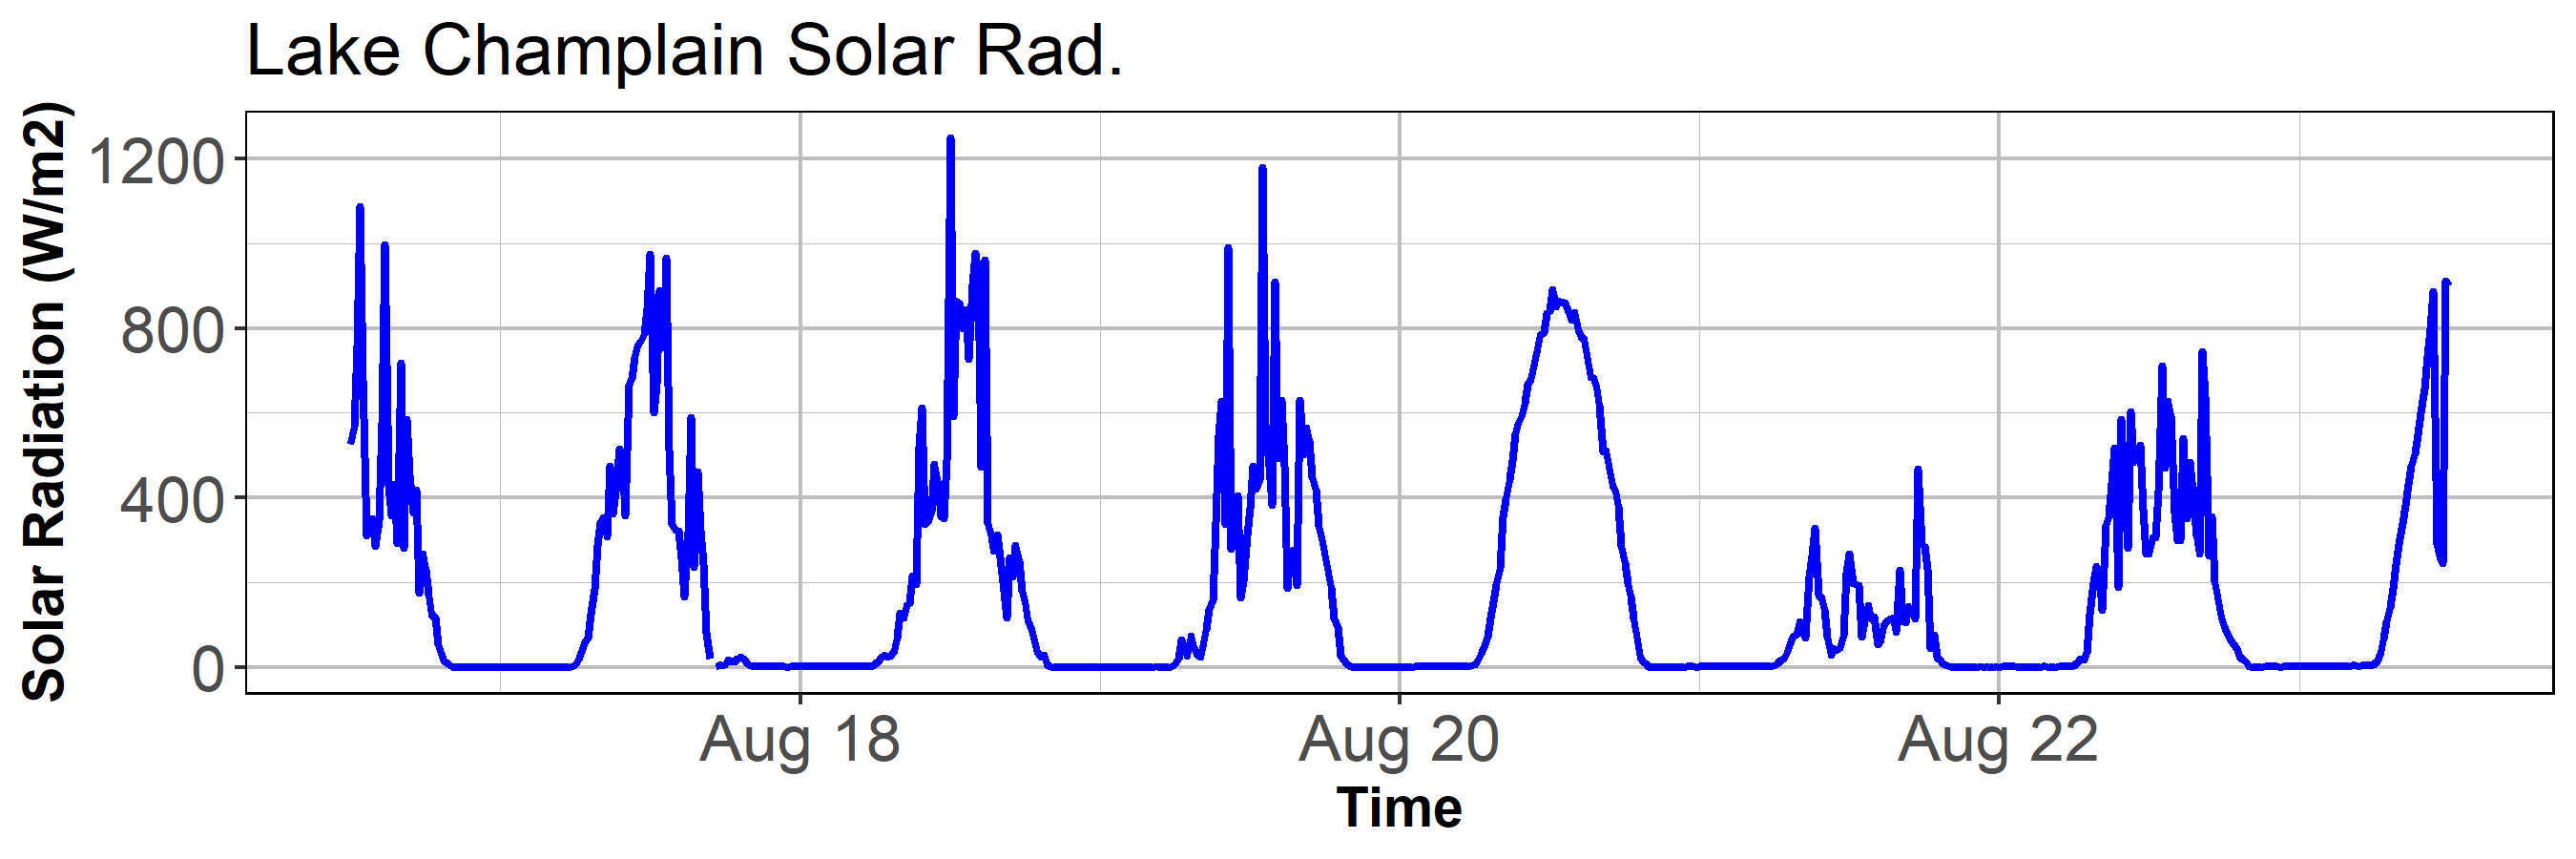 Lake Champlain Solar Rad.
Solar Radiation (W/m2)
1200
800
400
0
Aug 18 Aug 20 Aug 22
Time